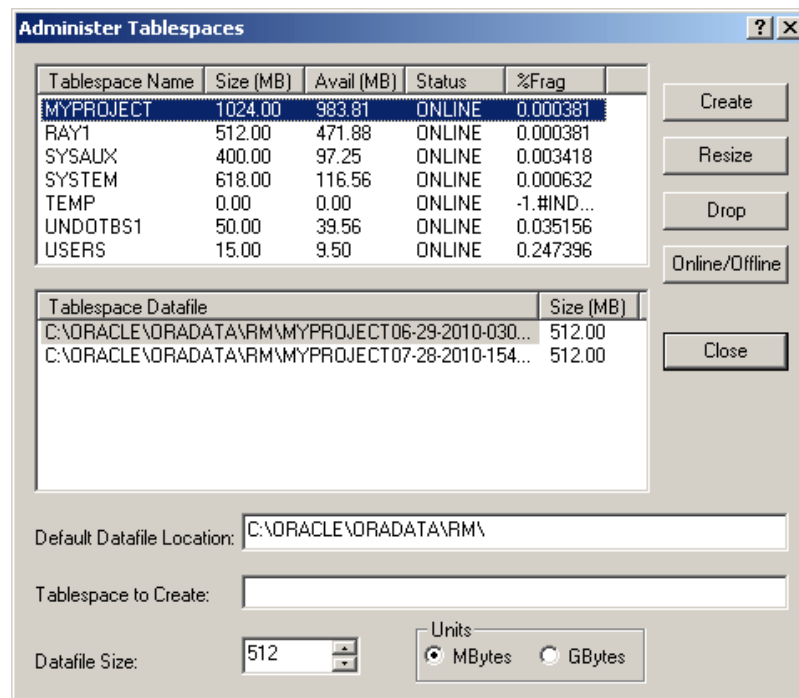 Administer Tablespaces
Tablespace Name Size (MB) Avail (MB) Status %Frag
MYPROJECT 1024.00 983.81 ONLINE 0.000381
RAY1 512.00 471.88 ONLINE 0.000381
SYSAUX 400.00 97.25 ONLINE 0.003418
SYSTEM 618.00 116.56 ONLINE 0.000632
TEMP 0.00 0.00 ONLINE -1.#IND...
UNDOTBS1 50.00 39.56 ONLINE 0.035156
USERS 15.00 9.50 ONLINE 0.247396
Create
Resize
Drop
Online/Offline
Tablespace Datafile Size (MB)
C:\ORACLE\ORADATA\RM\MYPROJECT06-29-2010-030... 512.00
C:\ORACLE\ORADATA\RM\MYPROJECT07-28-2010-154... 512.00
Close
Default Datafile Location: C:\ORACLE\ORADATA\RM\
Tablespace to Create:
Datafile Size: 512
Units
MBytes GBytes